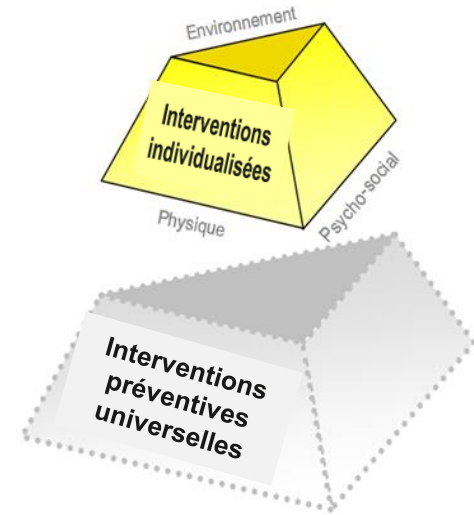 Environnement
Interventions
individualisées
Physique
Psycho-social
Interventions
préventives
universelles